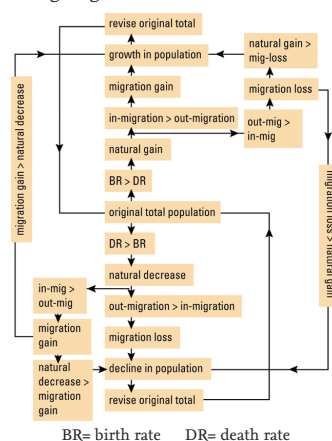 revise original total
growth in population
natural gain >
mig-loss
migration gain
migration loss
in-migration > out-migration
out-mig >
in-mig
natural gain
BR > DR
migration gain > natural decrease
migration loss > natural
gain
original total population
DR > BR
natural decrease
in-mig >
out-mig
out-migration > in-migration
migration
gain
migration loss
natural
decrease >
migration
gain
decline in population
revise original total
BR= birth rate DR= death rate